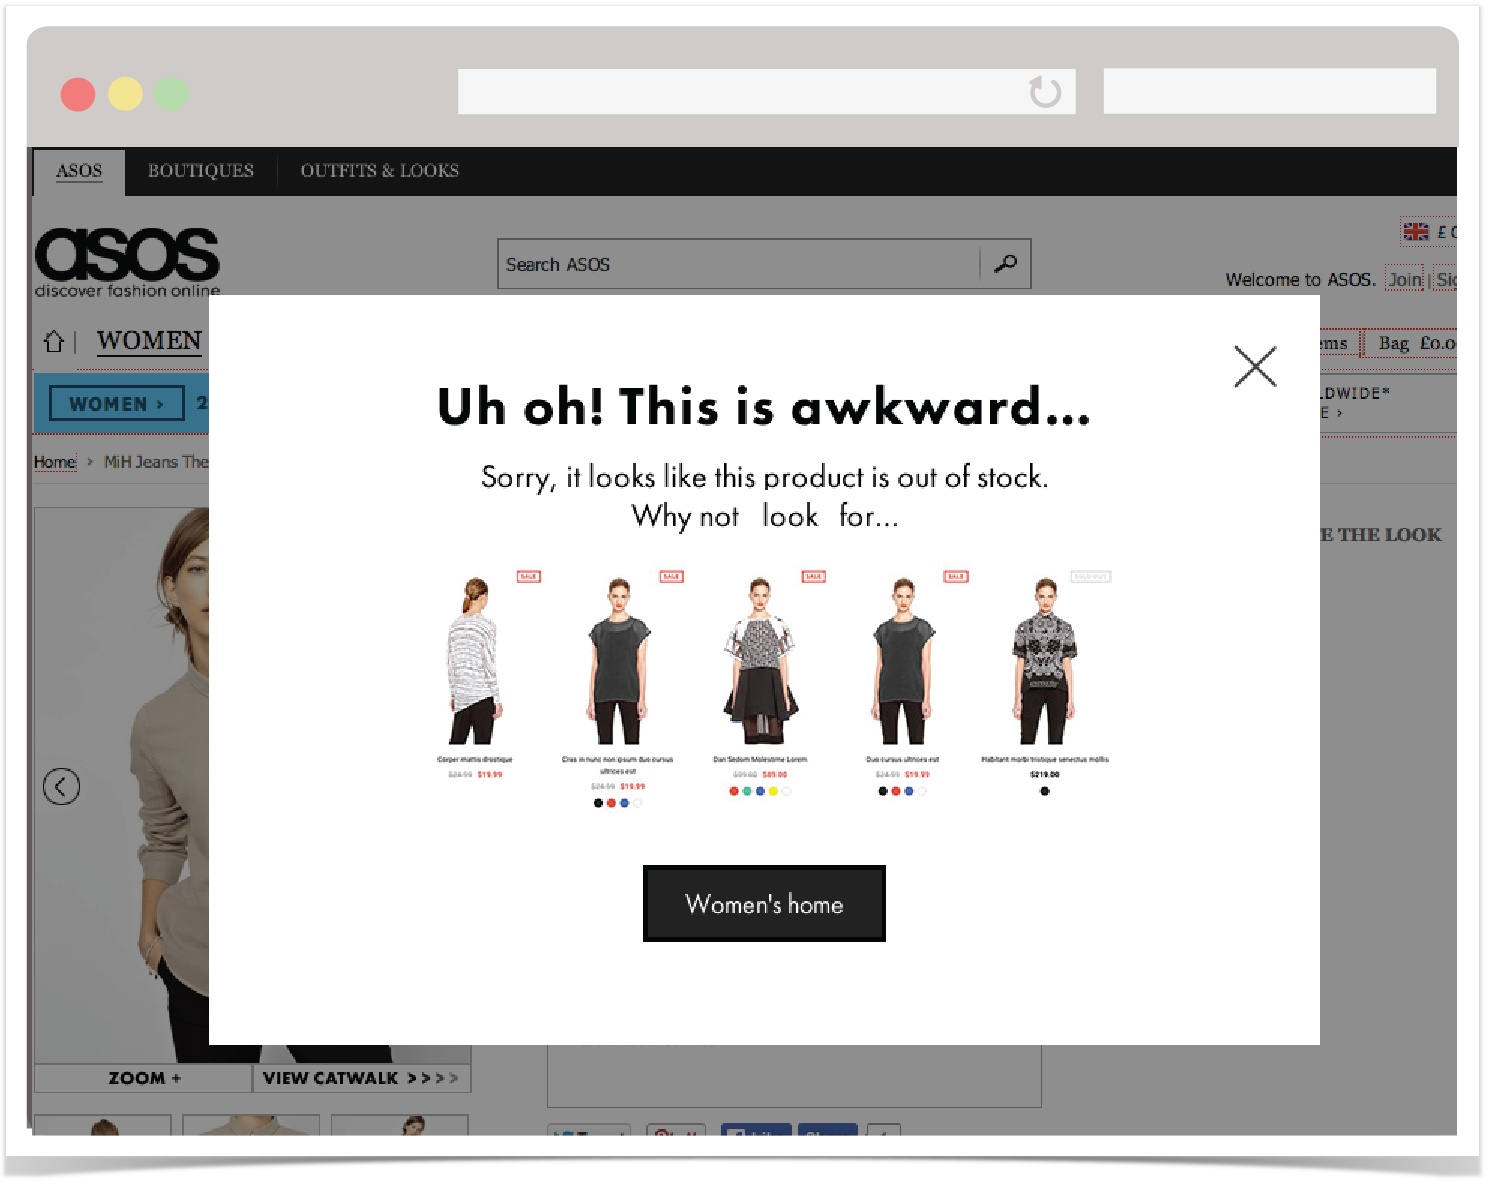 ASOS
BOUTIQUES
OUTFITS & LOOKS
asos
discover fashion online
Search ASOS
£
Welcome to ASOS. Join | Sig
WOMEN
ems
Bag £0.0
WOMEN ›
2
LDWIDE*
E ›
Home › MiH Jeans The
E THE LOOK
Uh oh! This is awkward...
Sorry, it looks like this product is out of stock.
Why not look for...
SALE
SALE
SALE
SALE
SOLD OUT
Corper mattis dristique
$24.99 $19.99
Cras in nunc non ipsum duo cursus
ultrices est
$24.99 $19.99
Dan Sedom Molestime Lorem
$99.00 $89.00
Duo cursus ultrices est
$24.99 $19.99
Habitant morbi tristique senectus mollis
$219.00
Women's home
ZOOM +
VIEW CATWALK > > > >